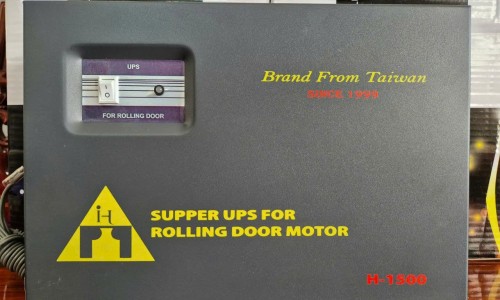 UPS
FOR ROLLING DOOR
Brand From Taiwan
SINCE 1998
iH
SUPPER UPS FOR
ROLLING DOOR MOTOR
H-1500